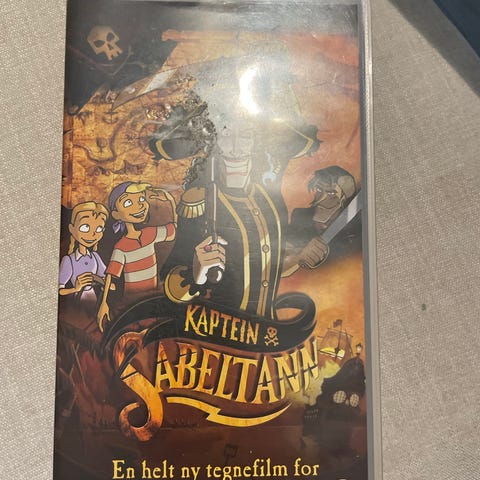 KAPTEIN
SABELTANN
En helt ny tegnefilm for